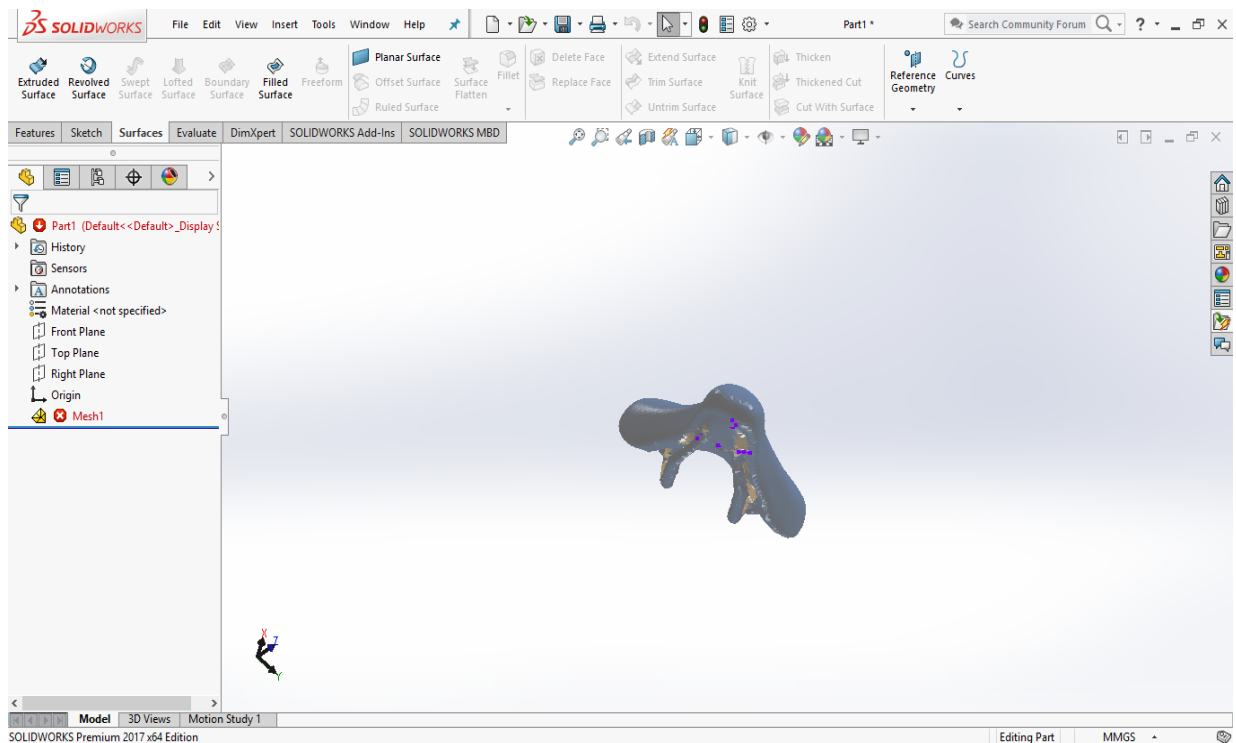 SOLIDWORKS File Edit View Insert Tools Window Help Part1 * Search Community Forum ?
Extruded Surface Revolved Surface Swept Surface Lofted Surface Boundary Surface Filled Surface Freeform
Planar Surface
Offset Surface
Ruled Surface
Surface Flatten
Fillet
Delete Face
Replace Face
Extend Surface
Trim Surface
Untrim Surface
Knit Surface
Thicken
Thickened Cut
Cut With Surface
Reference Geometry
Curves
Features Sketch Surfaces Evaluate DimXpert SOLIDWORKS Add-Ins SOLIDWORKS MBD
Part1 (Default<<Default>_Display S
History
Sensors
Annotations
Material <not specified>
Front Plane
Top Plane
Right Plane
Origin
Mesh1
X
Z
Y
Model 3D Views Motion Study 1
SOLIDWORKS Premium 2017 x64 Edition Editing Part MMGS